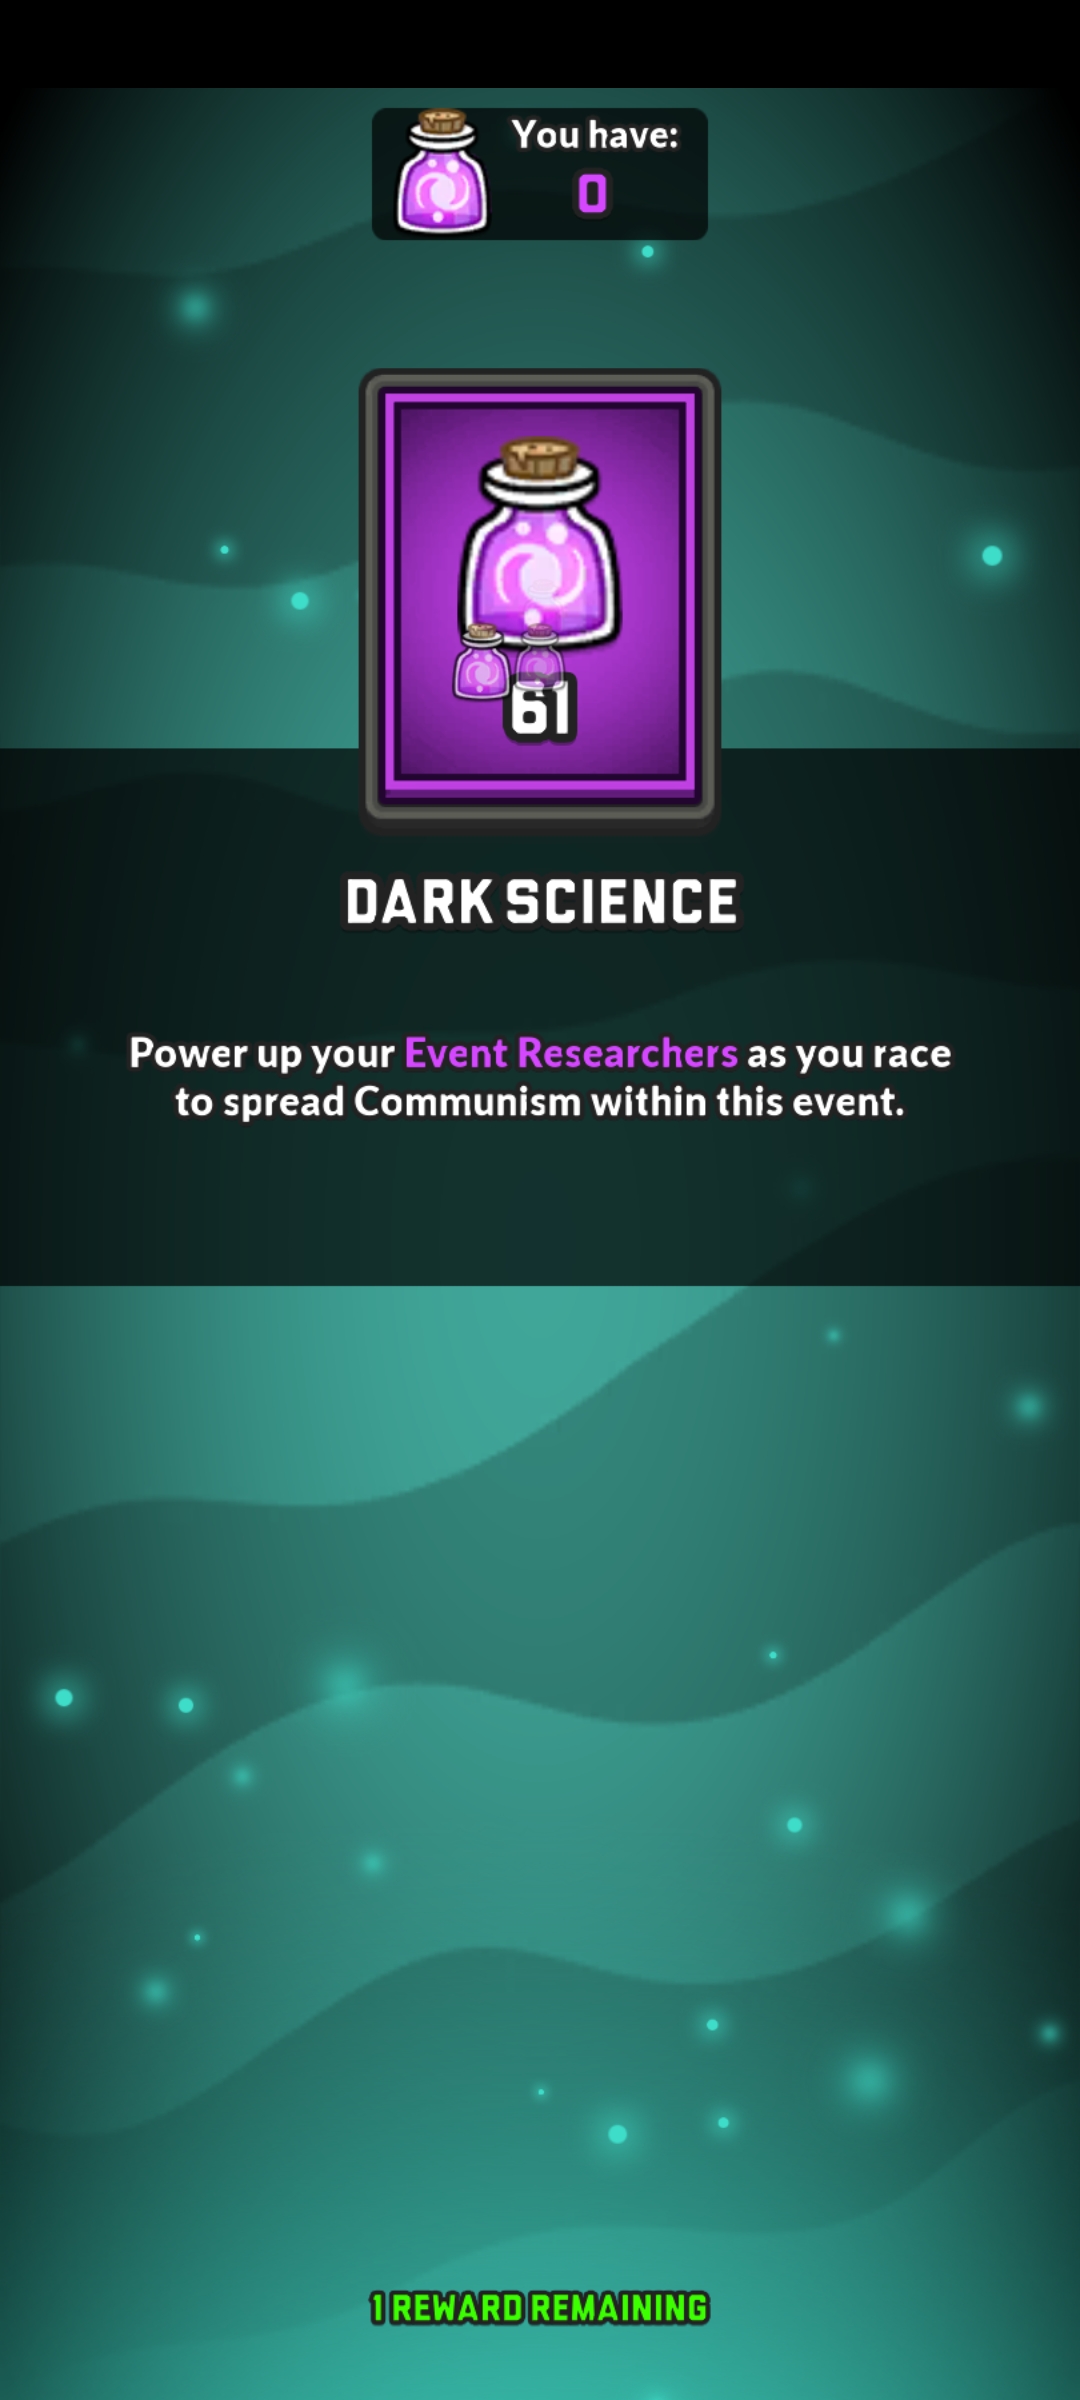 You have:
0
61
DARK SCIENCE
Power up your Event Researchers as you race
to spread Communism within this event.
1 REWARD REMAINING